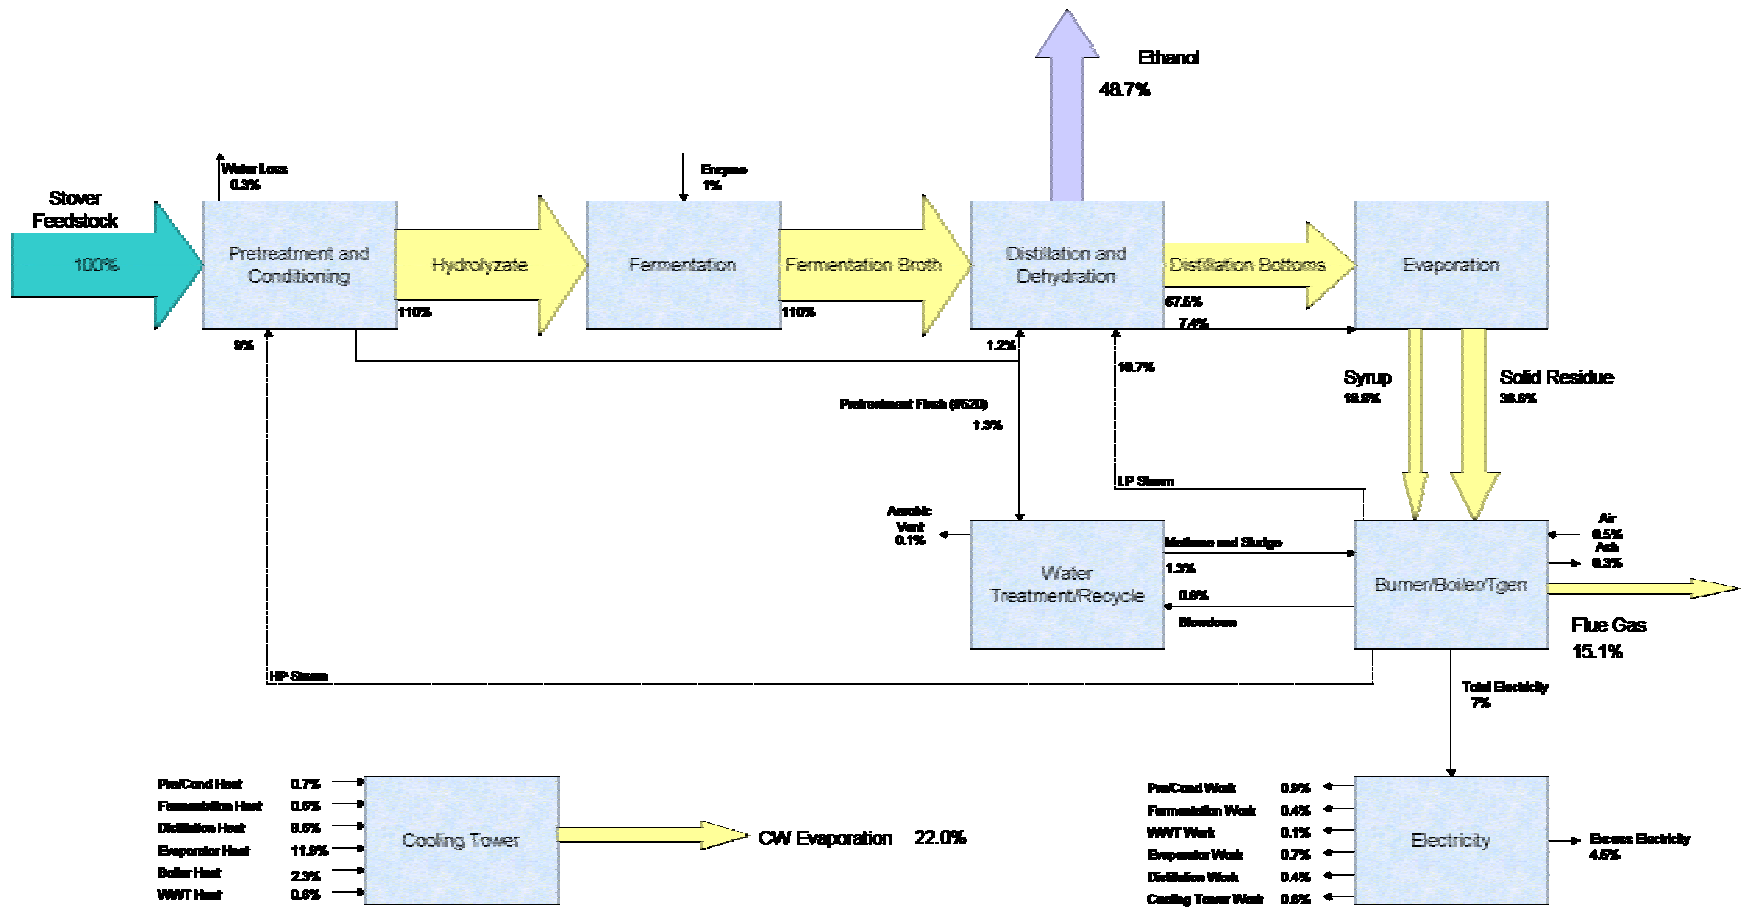 Ethanol
48.7%
Water Loss
0.3%
Enzyme
1%
Stover
Feedstock
100%
Pretreatment and
Conditioning
Hydrolyzate
110%
Fermentation
Fermentation Broth
110%
Distillation and
Dehydration
Distillation Bottoms
67.6%
7.4%
Evaporation
9%
1.2%
16.7%
Syrup
Solid Residue
Pretreatment Flash
1.3%
LP Steam
Aerobic
Vent
0.1%
Water
Treatment/Recycle
Methane and Sludge
1.3%
Blowdown
Burner/Boiler/Tgen
Air
0.5%
Ash
0.3%
Flue Gas
15.1%
HP Steam
Total Electricity
7%
Pre/Cond Heat 0.7%
Fermentation Heat
Distillation Heat
Evaporator Heat 11.9%
Boiler Heat 2.3%
WWT Heat
Cooling Tower
CW Evaporation 22.0%
Pre/Cond Work 0.9%
Fermentation Work 0.4%
WWT Work 0.1%
Evaporator Work 0.7%
Distillation Work 0.4%
Cooling Tower Work
Electricity
Excess Electricity